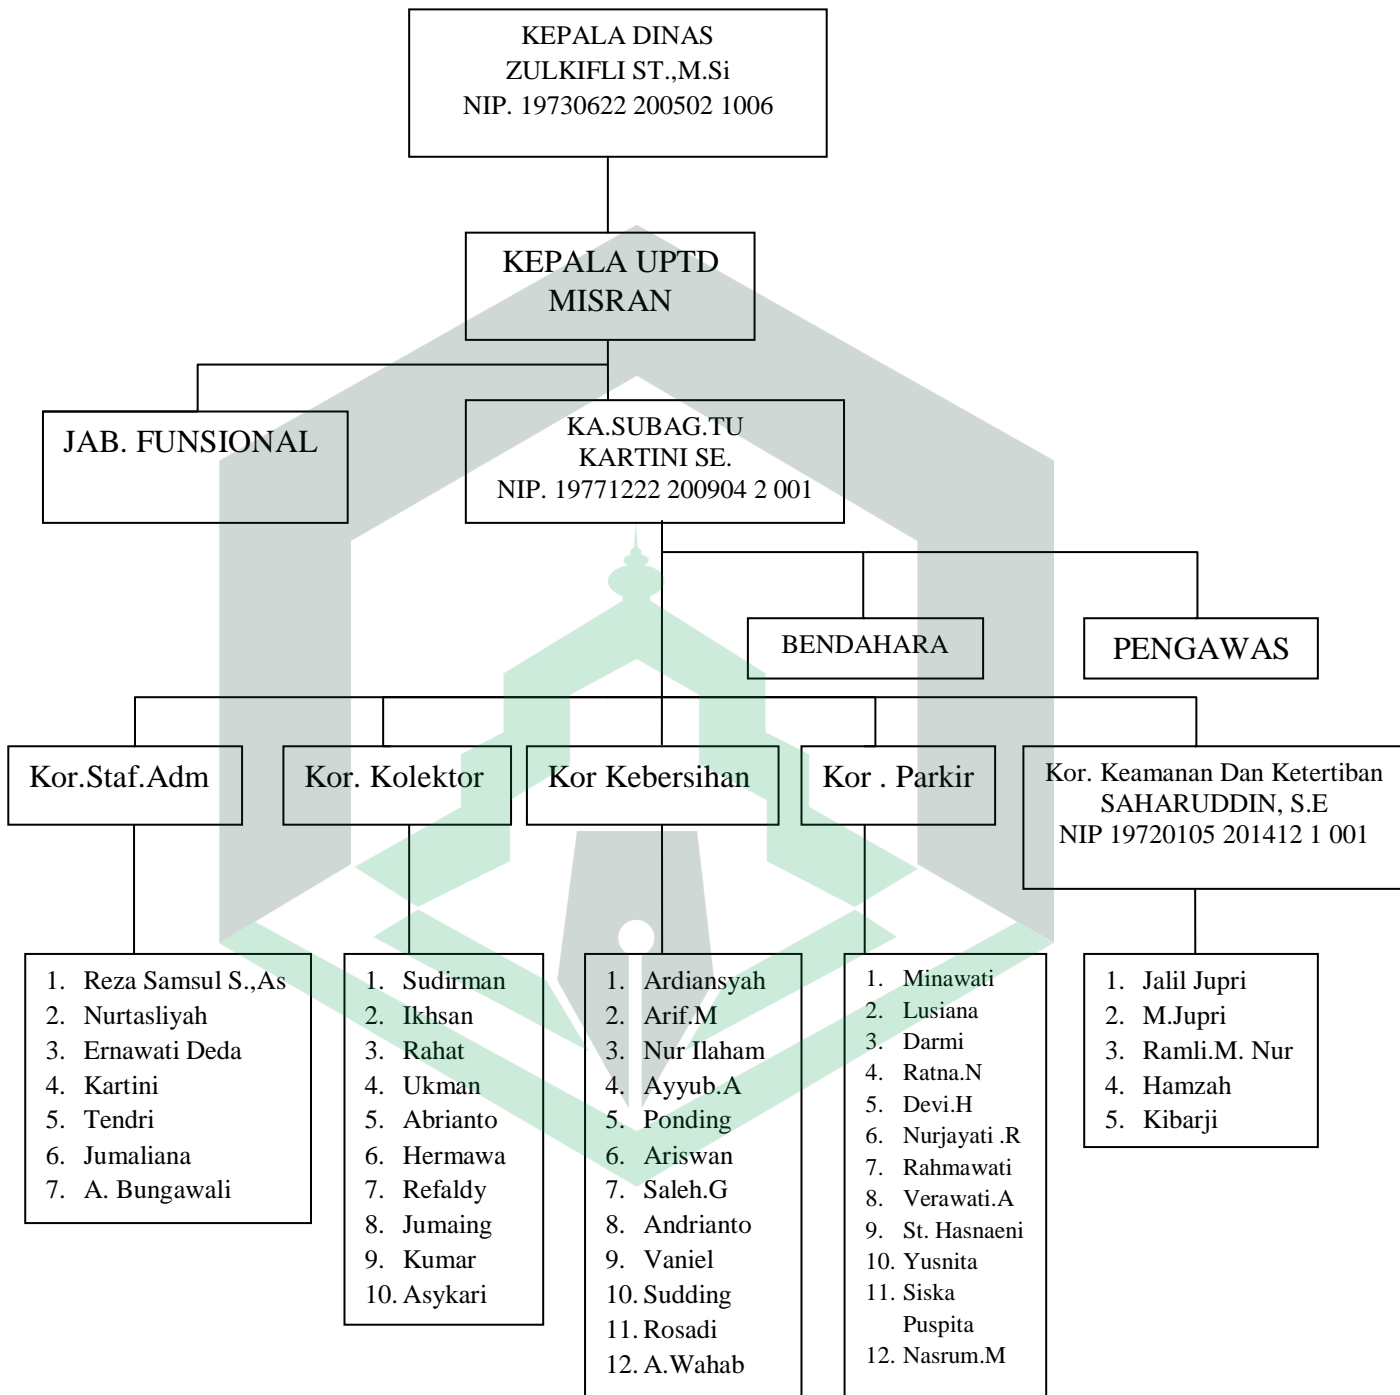 KEPALA DINAS
ZULKIFLI ST.,M.Si
NIP. 19730622 200502 1006
KEPALA UPTD
MISRAN
JAB. FUNSIONAL
KA.SUBAG.TU
KARTINI SE.
NIP. 19771222 200904 2 001
BENDAHARA
PENGAWAS
Kor.Staf.Adm
Kor. Kolektor
Kor Kebersihan
Kor . Parkir
Kor. Keamanan Dan Ketertiban
SAHARUDDIN, S.E
NIP 19720105 201412 1 001
1. Reza Samsul S.,As
2. Nurtasliyah
3. Ernawati Deda
4. Kartini
5. Tendri
6. Jumaliana
7. A. Bungawali
1. Sudirman
2. Ikhsan
3. Rahat
4. Ukman
5. Abrianto
6. Hermawa
7. Refaldy
8. Jumaing
9. Kumar
10. Asykari
1. Ardiansyah
2. Arif.M
3. Nur Ilaham
4. Ayyub.A
5. Ponding
6. Ariswan
7. Saleh.G
8. Andrianto
9. Vaniel
10. Sudding
11. Rosadi
12. A.Wahab
1. Minawati
2. Lusiana
3. Darmi
4. Ratna.N
5. Devi.H
6. Nurjayati .R
7. Rahmawati
8. Verawati.A
9. St. Hasnaeni
10. Yusnita
11. Siska
Puspita
12. Nasrum.M
1. Jalil Jupri
2. M.Jupri
3. Ramli.M. Nur
4. Hamzah
5. Kibarji